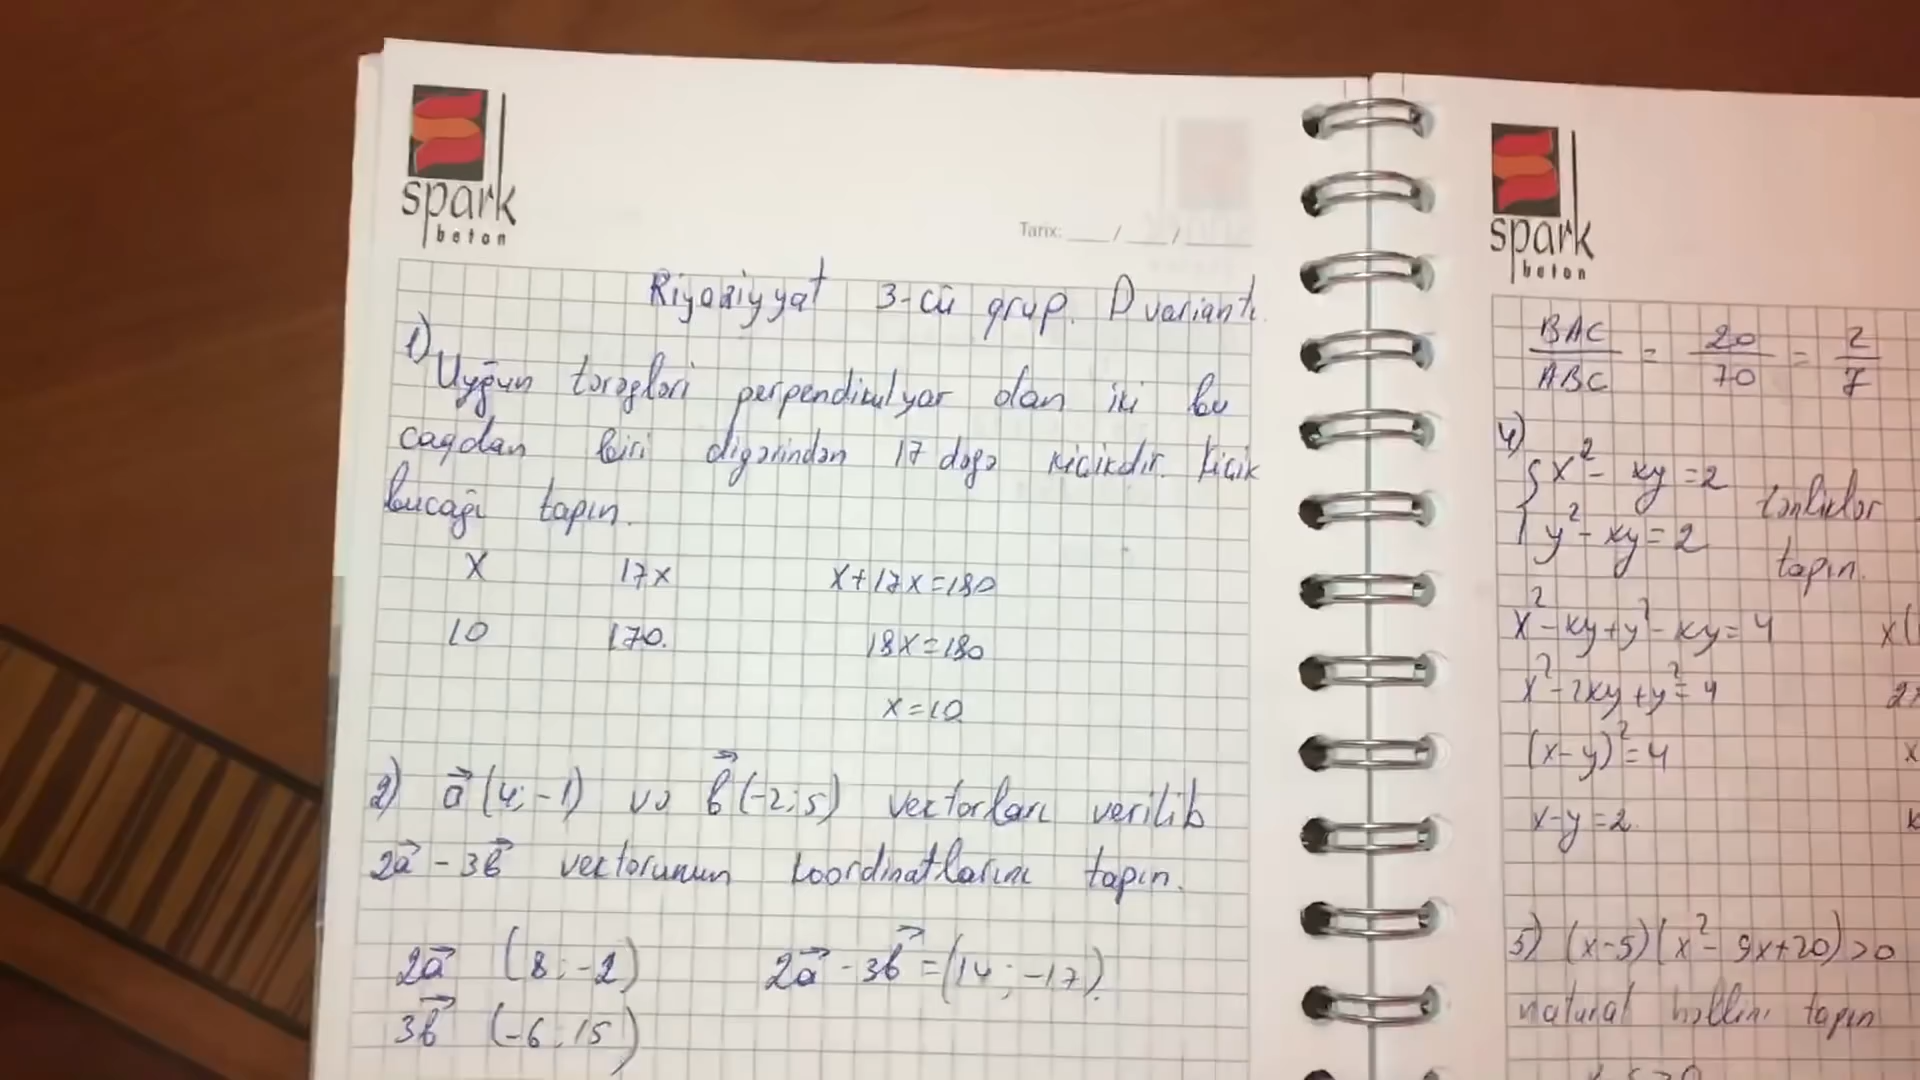 spark
beton
Tarix: ___ / ___ / _____
Riyaziyyat 3-cü qrup. D variantı.
1) Uyğun tərəfləri perpendikulyar olan iki bu
caqdan biri digərindən 17 dəfə kiçikdir. Kiçik
bucağı tapın.
x 17x x+17x=180
10 170. 18x=180
x=10
2) a⃗ (4; -1) və b⃗ (-2; 5) vektorları verilib
2a⃗ - 3b⃗ vektorunun koordinatlarını tapın.
2a⃗ (8; -2) 2a⃗ - 3b⃗ = (14; -17).
3b⃗ (-6; 15)
spark
beton
BAC/ABC = 20/70 = 2/7
4) { x² - xy = 2
y² - xy = 2 tənliklər
tapın.
x² - xy + y² - xy = 4
x² - 2xy + y² = 4
(x-y)² = 4
x-y=2.
5) (x-5)(x² - 9x+20)>0
natural həllini tapın